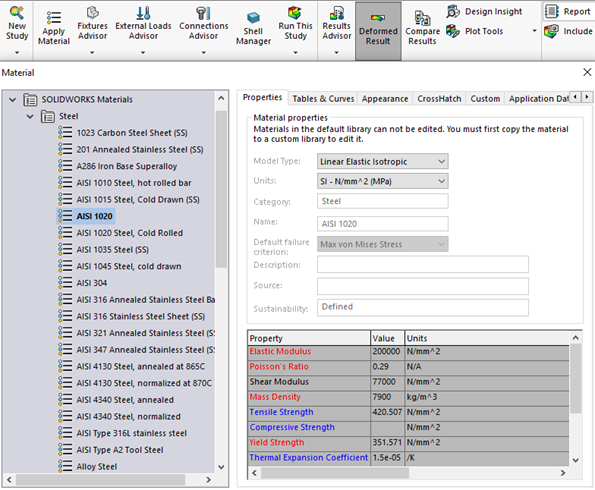 New Study
Apply Material
Fixtures Advisor
External Loads Advisor
Connections Advisor
Shell Manager
Run This Study
Results Advisor
Deformed Result
Compare Results
Design Insight
Plot Tools
Report
Include
Material
SOLIDWORKS Materials
Steel
1023 Carbon Steel Sheet (SS)
201 Annealed Stainless Steel (SS)
A286 Iron Base Superalloy
AISI 1010 Steel, hot rolled bar
AISI 1015 Steel, Cold Drawn (SS)
AISI 1020
AISI 1020 Steel, Cold Rolled
AISI 1035 Steel (SS)
AISI 1045 Steel, cold drawn
AISI 304
AISI 316 Annealed Stainless Steel Ba
AISI 316 Stainless Steel Sheet (SS)
AISI 321 Annealed Stainless Steel (S
AISI 347 Annealed Stainless Steel (S
AISI 4130 Steel, annealed at 865C
AISI 4130 Steel, normalized at 870C
AISI 4340 Steel, annealed
AISI 4340 Steel, normalized
AISI Type 316L stainless steel
AISI Type A2 Tool Steel
Alloy Steel
Properties Tables & Curves Appearance CrossHatch Custom Application Dat
Material properties
Materials in the default library can not be edited. You must first copy the material
to a custom library to edit it.
Model Type: Linear Elastic Isotropic
Units: SI - N/mm^2 (MPa)
Category: Steel
Name: AISI 1020
Default failure
criterion: Max von Mises Stress
Description:
Source:
Sustainability: Defined
Property Value Units
Elastic Modulus 200000 N/mm^2
Poisson's Ratio 0.29 N/A
Shear Modulus 77000 N/mm^2
Mass Density 7900 kg/m^3
Tensile Strength 420.507 N/mm^2
Compressive Strength N/mm^2
Yield Strength 351.571 N/mm^2
Thermal Expansion Coefficient 1.5e-05 /K